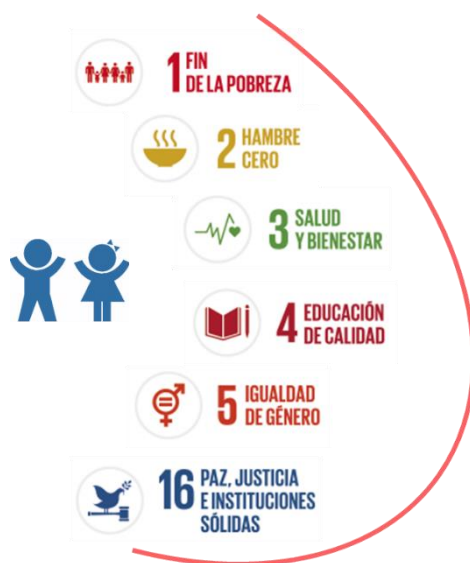 1 FIN
DE LA POBREZA
2 HAMBRE
CERO
3 SALUD
Y BIENESTAR
4 EDUCACIÓN
DE CALIDAD
5 IGUALDAD
DE GÉNERO
16 PAZ, JUSTICIA
E INSTITUCIONES
SÓLIDAS